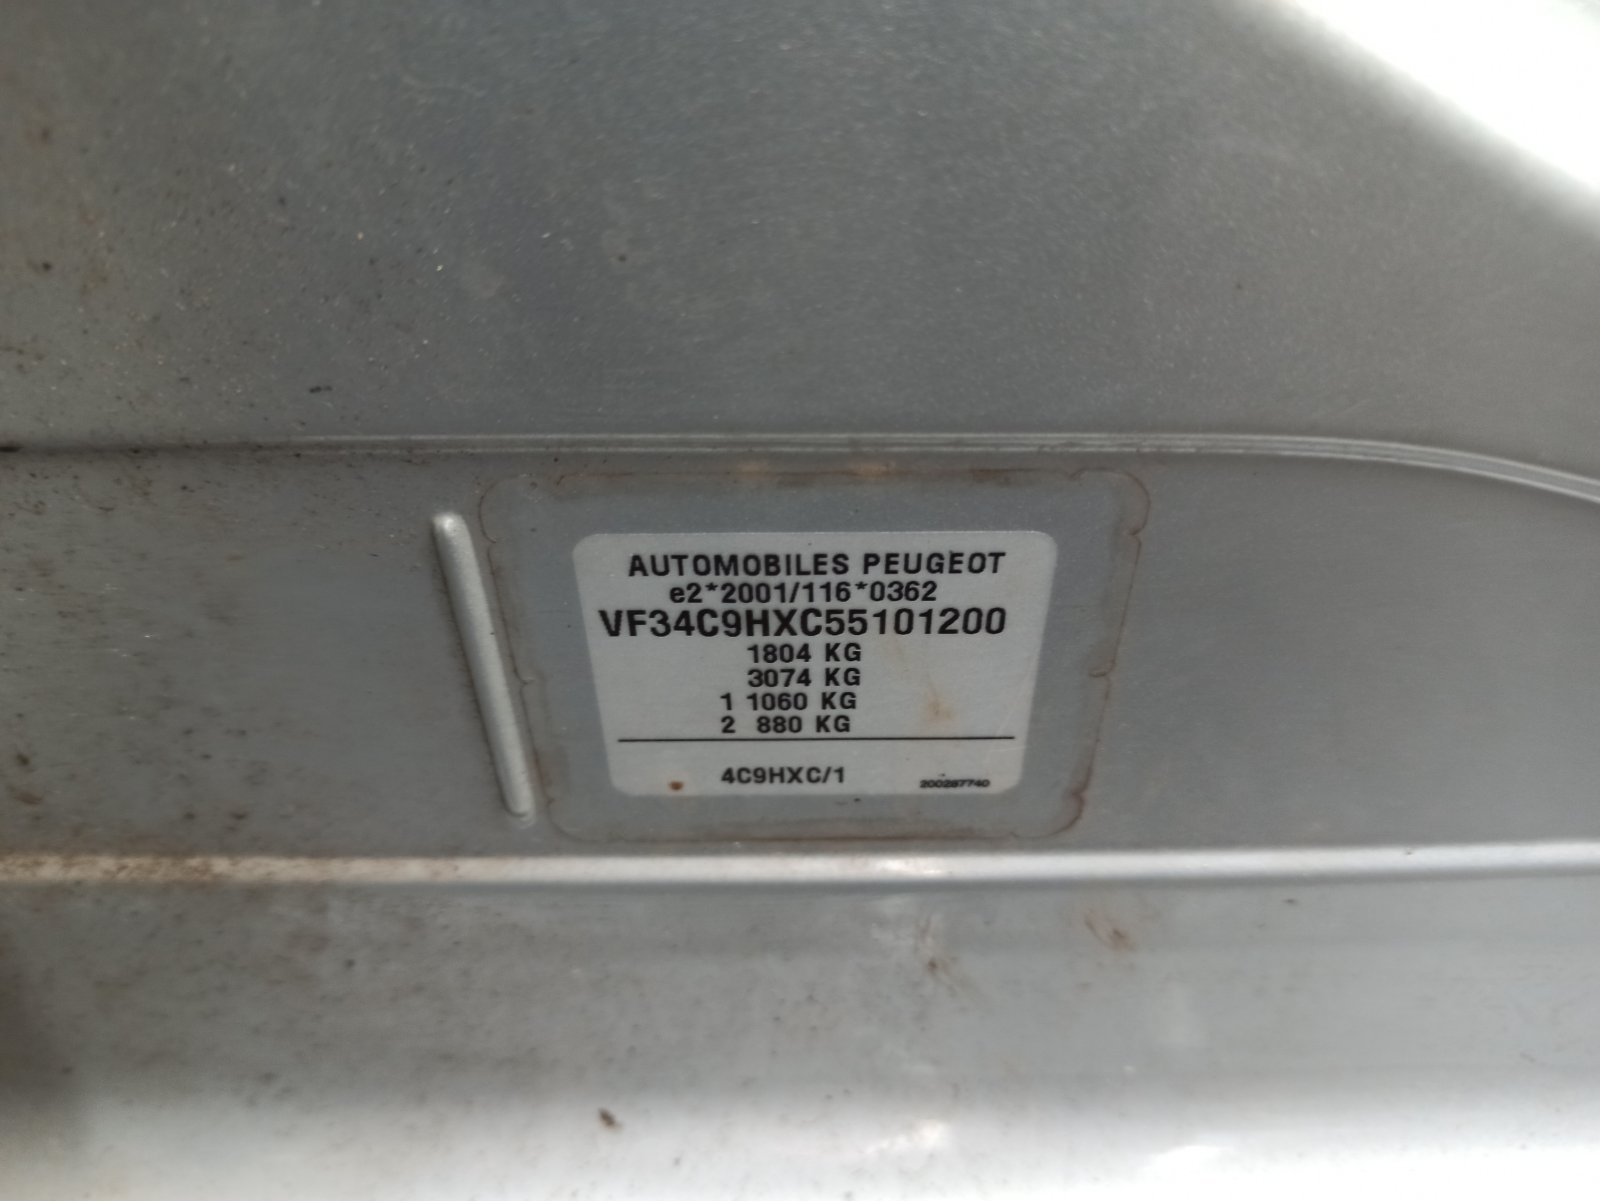 AUTOMOBILES PEUGEOT
e2*2001/116*0362
VF34C9HXC55101200
1804 KG
3074 KG
1 1060 KG
2 880 KG
4C9HXC/1
200287740